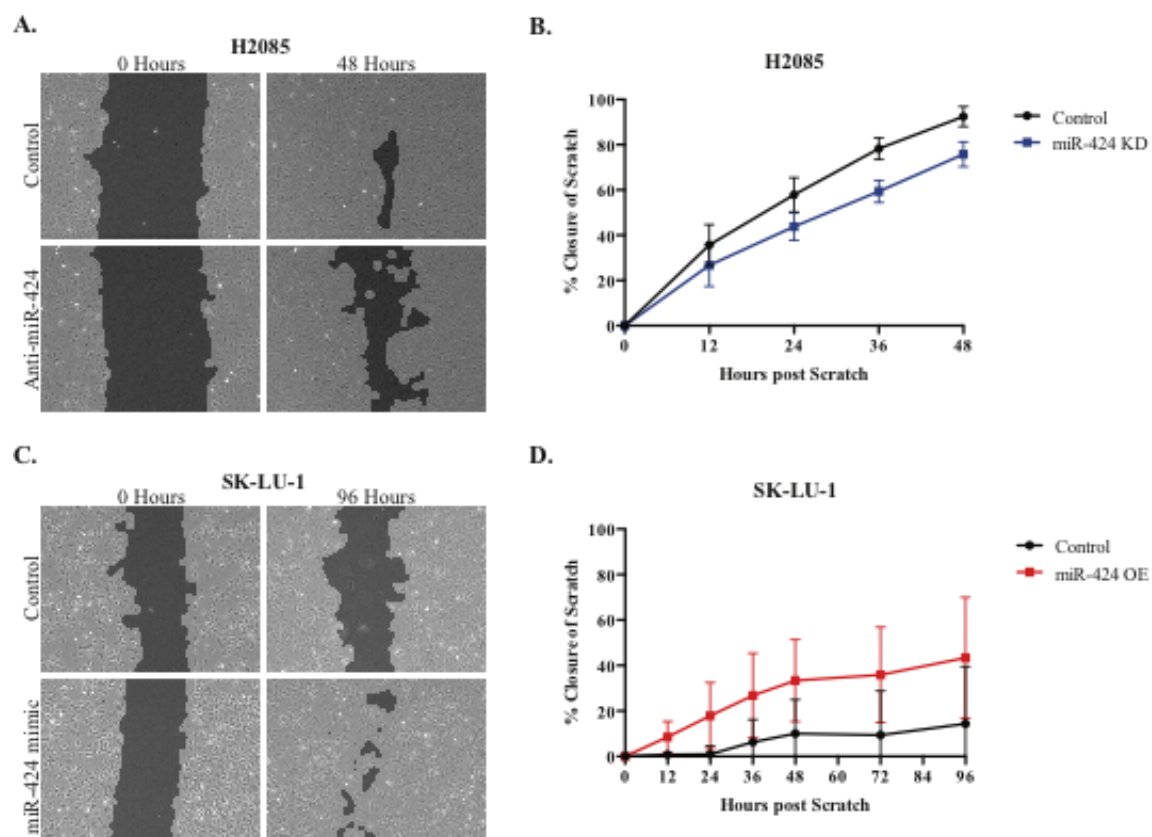 A.
H2085
0 Hours 48 Hours
Control
Anti-miR-424
B.
H2085
100
80
60
40
20
0
% Closure of Scratch
0 12 24 36 48
Hours post Scratch
Control
miR-424 KD
C.
SK-LU-1
0 Hours 96 Hours
Control
miR-424 mimic
D.
SK-LU-1
100
80
60
40
20
0
% Closure of Scratch
0 12 24 36 48 60 72 84 96
Hours post Scratch
Control
miR-424 OE